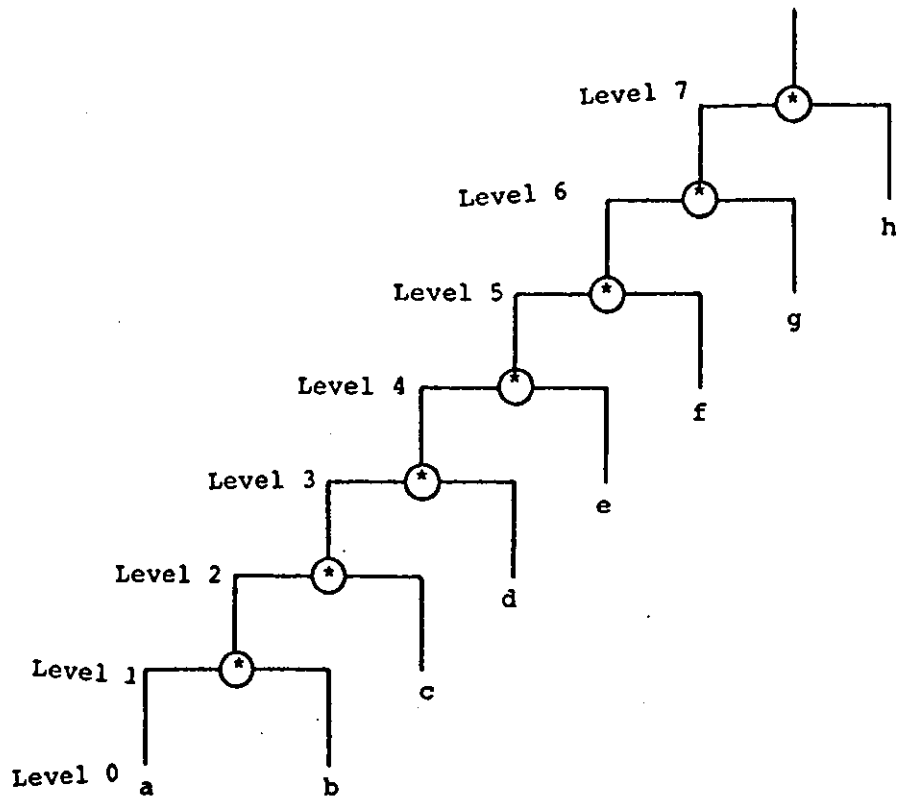 Level 7 *
Level 6 * h
Level 5 * g
Level 4 * f
Level 3 * e
Level 2 * d
Level 1 * c
Level 0 a b